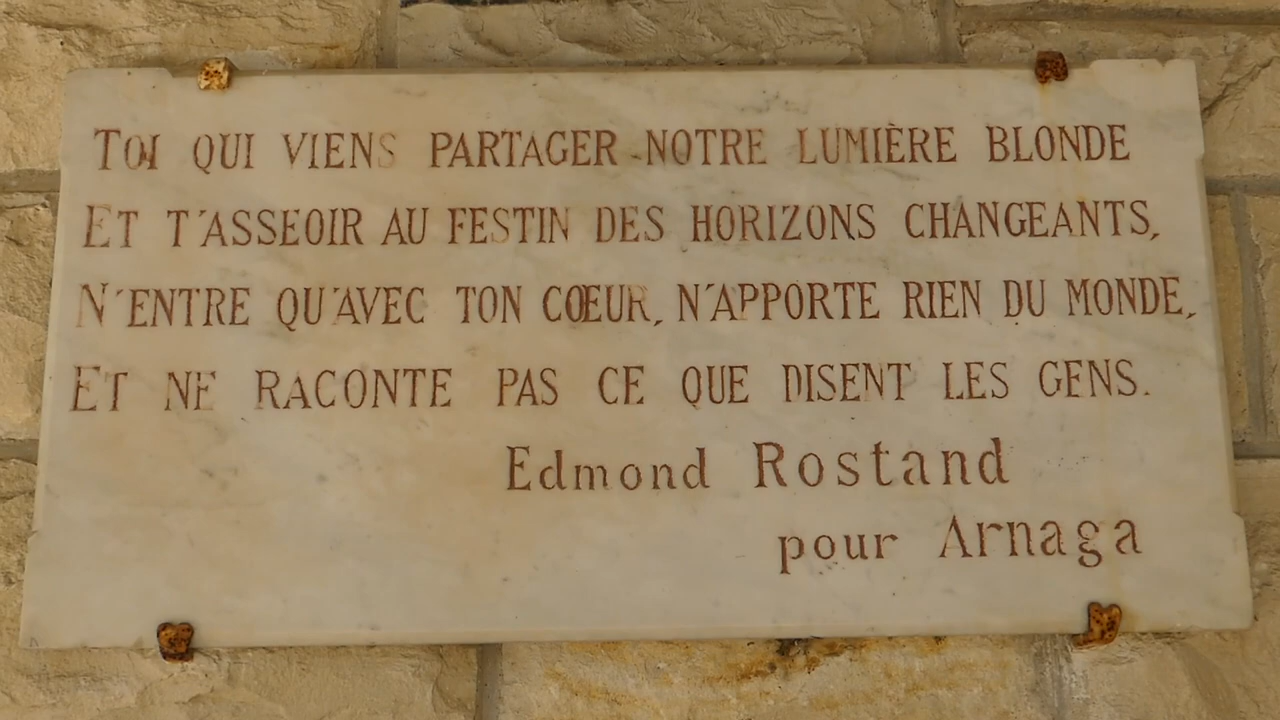 TOI QUI VIENS PARTAGER NOTRE LUMIÈRE BLONDE
ET T'ASSEOIR AU FESTIN DES HORIZONS CHANGEANTS,
N'ENTRE QU'AVEC TON CŒUR, N'APPORTE RIEN DU MONDE,
ET NE RACONTE PAS CE QUE DISENT LES GENS.
Edmond Rostand
pour Arnaga